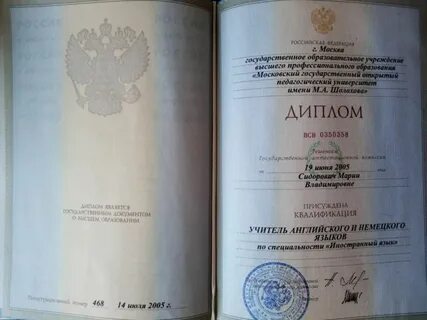 ДИПЛОМ ЯВЛЯЕТСЯ
ГОСУДАРСТВЕННЫМ ДОКУМЕНТОМ
О ВЫСШЕМ ОБРАЗОВАНИИ
Регистрационный номер 468 14 июля 2005 г.
РОССИЙСКАЯ ФЕДЕРАЦИЯ
г. Москва
государственное образовательное учреждение
высшего профессионального образования
«Московский государственный открытый
педагогический университет
имени М.А. Шолохова»
ДИПЛОМ
ВСВ 0350358
Решением
Государственной аттестационной комиссии
от 19 июня 2005
Сидорович Марии
Владимировне
ПРИСУЖДЕНА
КВАЛИФИКАЦИЯ
УЧИТЕЛЬ АНГЛИЙСКОГО И НЕМЕЦКОГО
ЯЗЫКОВ
по специальности «Иностранный язык»